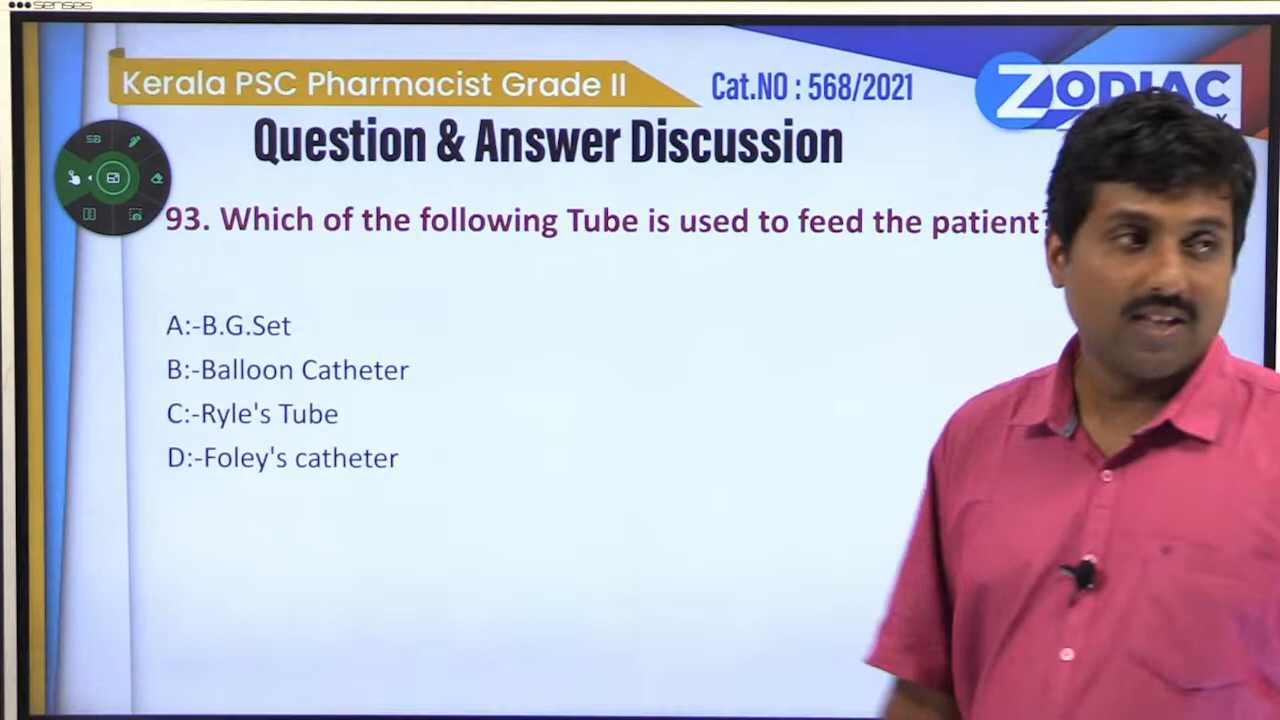 senses
Kerala PSC Pharmacist Grade II
Cat.NO : 568/2021
ZODIAC
Question & Answer Discussion
93. Which of the following Tube is used to feed the patient?
A:-B.G.Set
B:-Balloon Catheter
C:-Ryle's Tube
D:-Foley's catheter